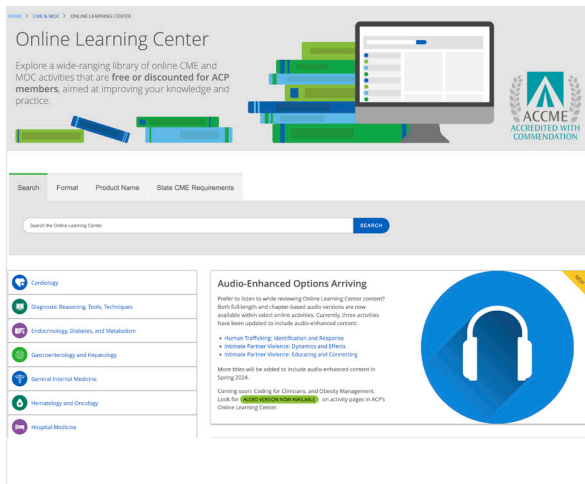 HOME > CME & MOC > ONLINE LEARNING CENTER
Online Learning Center
Explore a wide-ranging library of online CME and
MOC activities that are free or discounted for ACP
members, aimed at improving your knowledge and
practice.
ACCME
ACCREDITED WITH
COMMENDATION
Search Format Product Name State CME Requirements
Search the Online Learning Center SEARCH
Cardiology
Diagnostic Reasoning, Tools, Techniques
Endocrinology, Diabetes, and Metabolism
Gastroenterology and Hepatology
General Internal Medicine
Hematology and Oncology
Hospital Medicine
Audio-Enhanced Options Arriving
Prefer to listen to while reviewing Online Learning Center content?
Both full-length and chapter-based audio versions are now
available within select online activities. Currently, three activities
have been updated to include audio-enhanced content:
• Human Trafficking: Identification and Response
• Intimate Partner Violence: Dynamics and Effects
• Intimate Partner Violence: Educating and Connecting
More titles will be added to include audio-enhanced content in
Spring 2024.
Coming soon: Coding for Clinicians, and Obesity Management.
Look for AUDIO VERSION NOW AVAILABLE on activity pages in ACP's
Online Learning Center.
NEW